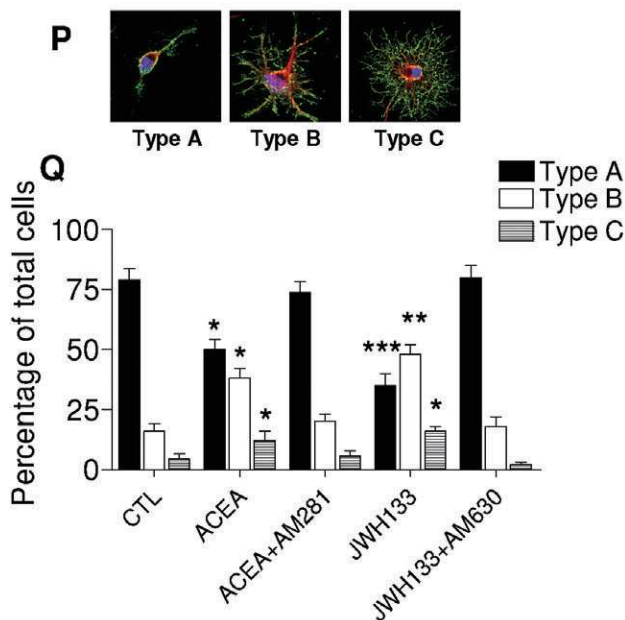 P
Type A Type B Type C
Q
Type A
Type B
Type C
Percentage of total cells
100
75
50
25
0
* * *
*** ** *
CTL
ACEA
ACEA+AM281
JWH133
JWH133+AM630